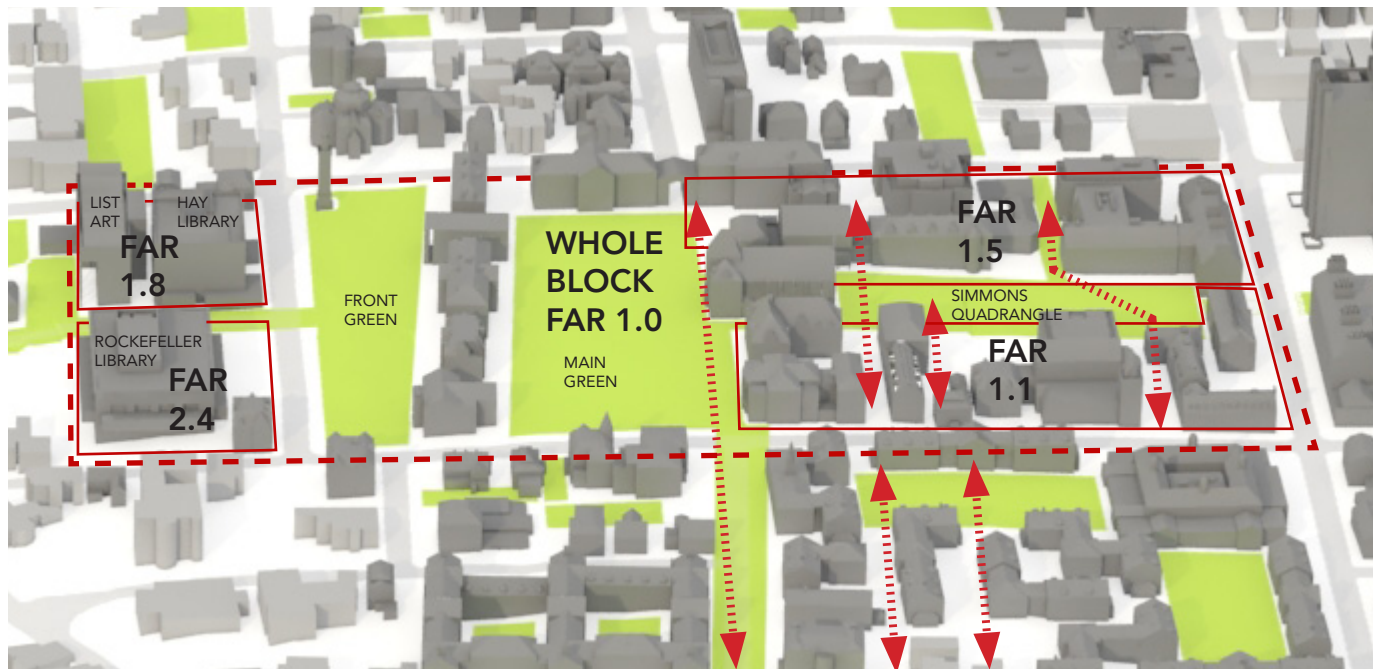 LIST
ART
HAY
LIBRARY
FAR
1.8
ROCKEFELLER
LIBRARY
FAR
2.4
FRONT
GREEN
WHOLE
BLOCK
FAR 1.0
MAIN
GREEN
FAR
1.5
SIMMONS
QUADRANGLE
FAR
1.1